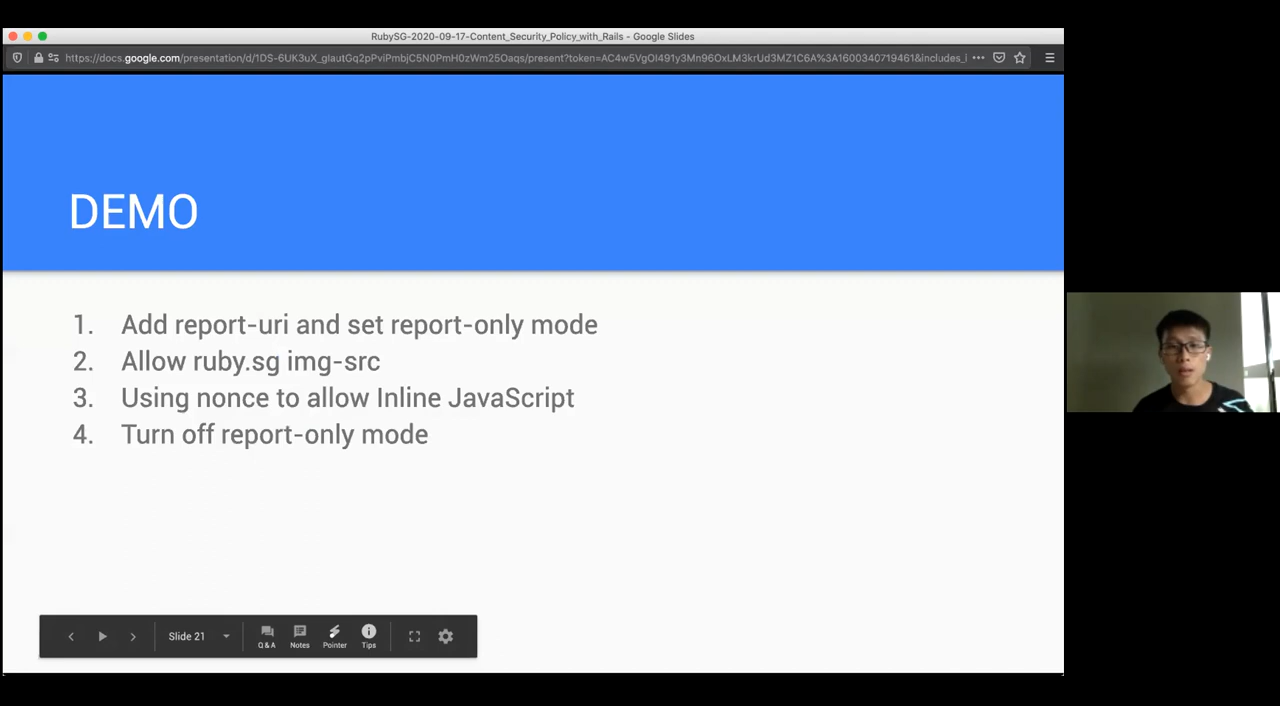 RubySG-2020-09-17-Content_Security_Policy_with_Rails - Google Slides
https://docs.google.com/presentation/d/1DS-6UK3uX_glautGq2pPviPmbjC5N0PmH0zWm25Oaqs/present?token=AC4w5VgOl491y3Mn96OxLM3krUd3MZ1C6A%3A1600340719461&includes_i
DEMO
1. Add report-uri and set report-only mode
2. Allow ruby.sg img-src
3. Using nonce to allow Inline JavaScript
4. Turn off report-only mode
Slide 21
Q & A Notes Pointer Tips